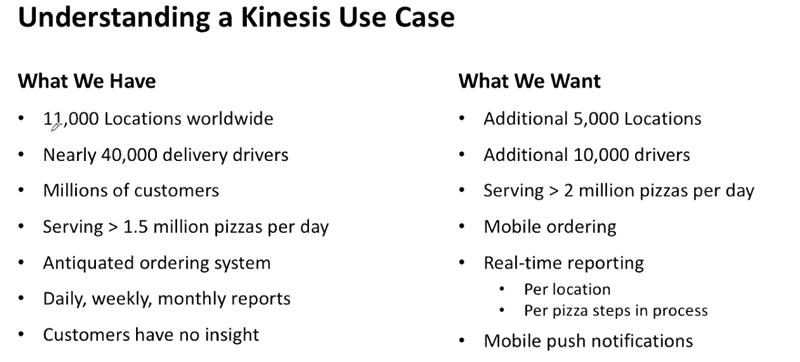 Understanding a Kinesis Use Case
What We Have
• 11,000 Locations worldwide
• Nearly 40,000 delivery drivers
• Millions of customers
• Serving > 1.5 million pizzas per day
• Antiquated ordering system
• Daily, weekly, monthly reports
• Customers have no insight
What We Want
• Additional 5,000 Locations
• Additional 10,000 drivers
• Serving > 2 million pizzas per day
• Mobile ordering
• Real-time reporting
• Per location
• Per pizza steps in process
• Mobile push notifications